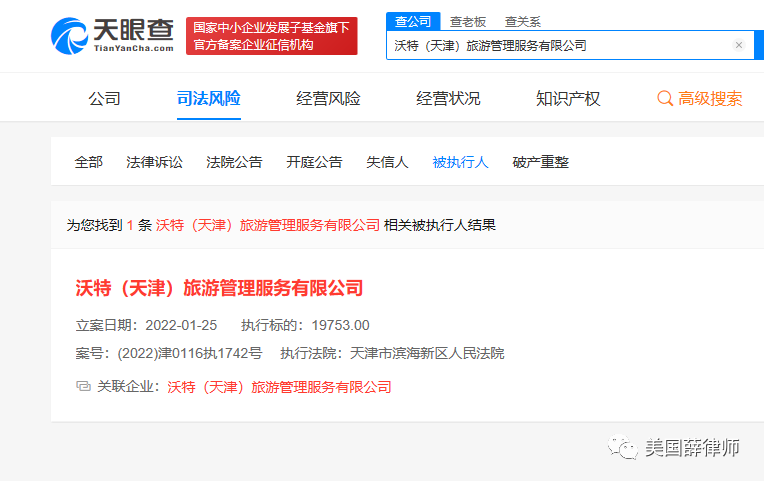 天眼查
TianYanCha.com
国家中小企业发展子基金旗下
官方备案企业征信机构
查公司 查老板 查关系
沃特（天津）旅游管理服务有限公司 ×
公司 司法风险 经营风险 经营状况 知识产权 高级搜索
全部 法律诉讼 法院公告 开庭公告 失信人 被执行人 破产重整
为您找到 1 条 沃特（天津）旅游管理服务有限公司 相关被执行人结果
沃特（天津）旅游管理服务有限公司
立案日期：2022-01-25 执行标的：19753.00
案号：(2022)津0116执1742号 执行法院：天津市滨海新区人民法院
关联企业：沃特（天津）旅游管理服务有限公司
美国薛律师